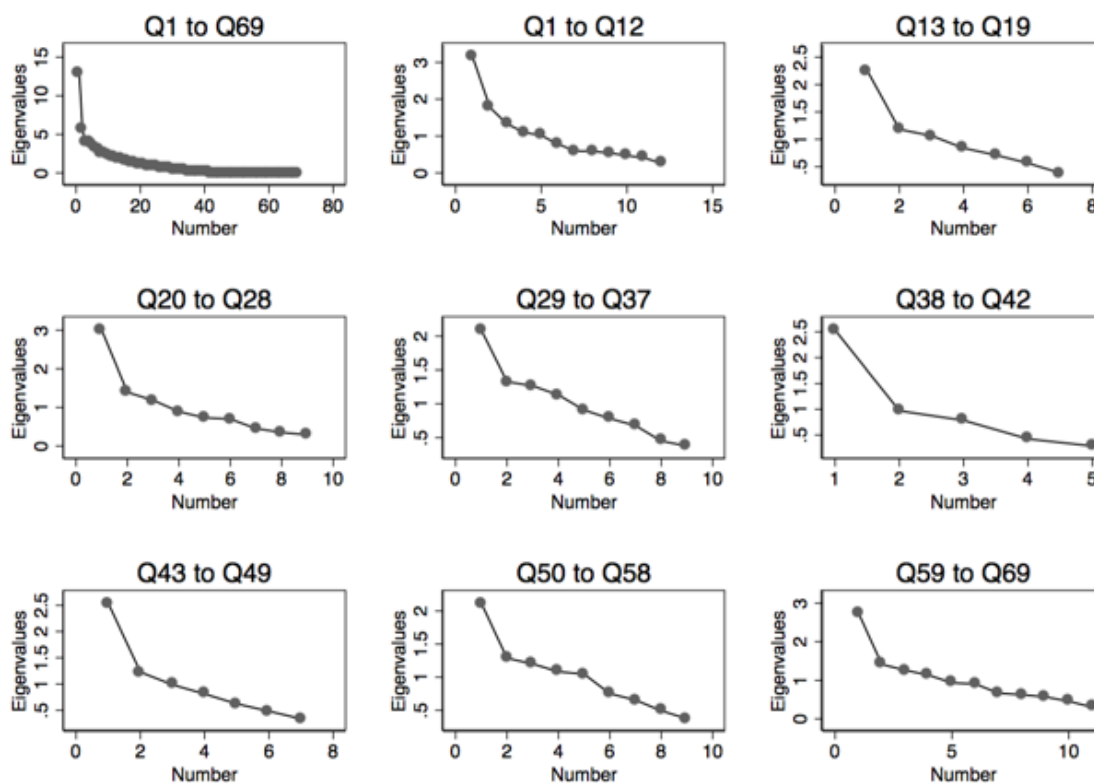 Q1 to Q69
Eigenvalues
0 5 10 15
0 20 40 60 80
Number
Q1 to Q12
Eigenvalues
0 1 2 3
0 5 10 15
Number
Q13 to Q19
Eigenvalues
.5 1 1.5 2 2.5
0 2 4 6 8
Number
Q20 to Q28
Eigenvalues
0 1 2 3
0 2 4 6 8 10
Number
Q29 to Q37
Eigenvalues
.5 1 1.5 2
0 2 4 6 8 10
Number
Q38 to Q42
Eigenvalues
.5 1 1.5 2 2.5
1 2 3 4 5
Number
Q43 to Q49
Eigenvalues
.5 1 1.5 2 2.5
0 2 4 6 8
Number
Q50 to Q58
Eigenvalues
.5 1 1.5 2
0 2 4 6 8 10
Number
Q59 to Q69
Eigenvalues
0 1 2 3
0 5 10
Number